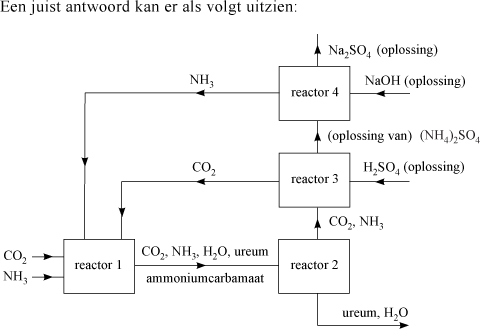 Een juist antwoord kan er als volgt uitzien:
Na₂SO₄ (oplossing)
NH₃
reactor 4
NaOH (oplossing)
(oplossing van) (NH4)₂SO₄
CO₂
reactor 3
H₂SO₄ (oplossing)
CO₂, NH₃
CO₂
NH₃
reactor 1
CO₂, NH₃, H₂O, ureum
ammoniumcarbamaat
reactor 2
ureum, H₂O